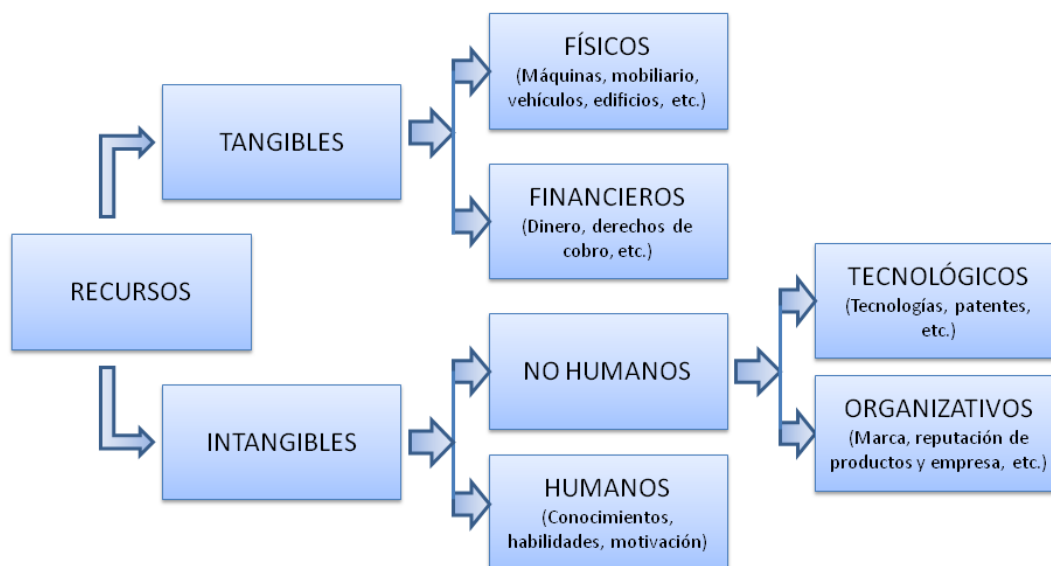 RECURSOS
TANGIBLES
FÍSICOS
(Máquinas, mobiliario,
vehículos, edificios, etc.)
FINANCIEROS
(Dinero, derechos de
cobro, etc.)
INTANGIBLES
NO HUMANOS
TECNOLÓGICOS
(Tecnologías, patentes,
etc.)
ORGANIZATIVOS
(Marca, reputación de
productos y empresa, etc.)
HUMANOS
(Conocimientos,
habilidades, motivación)